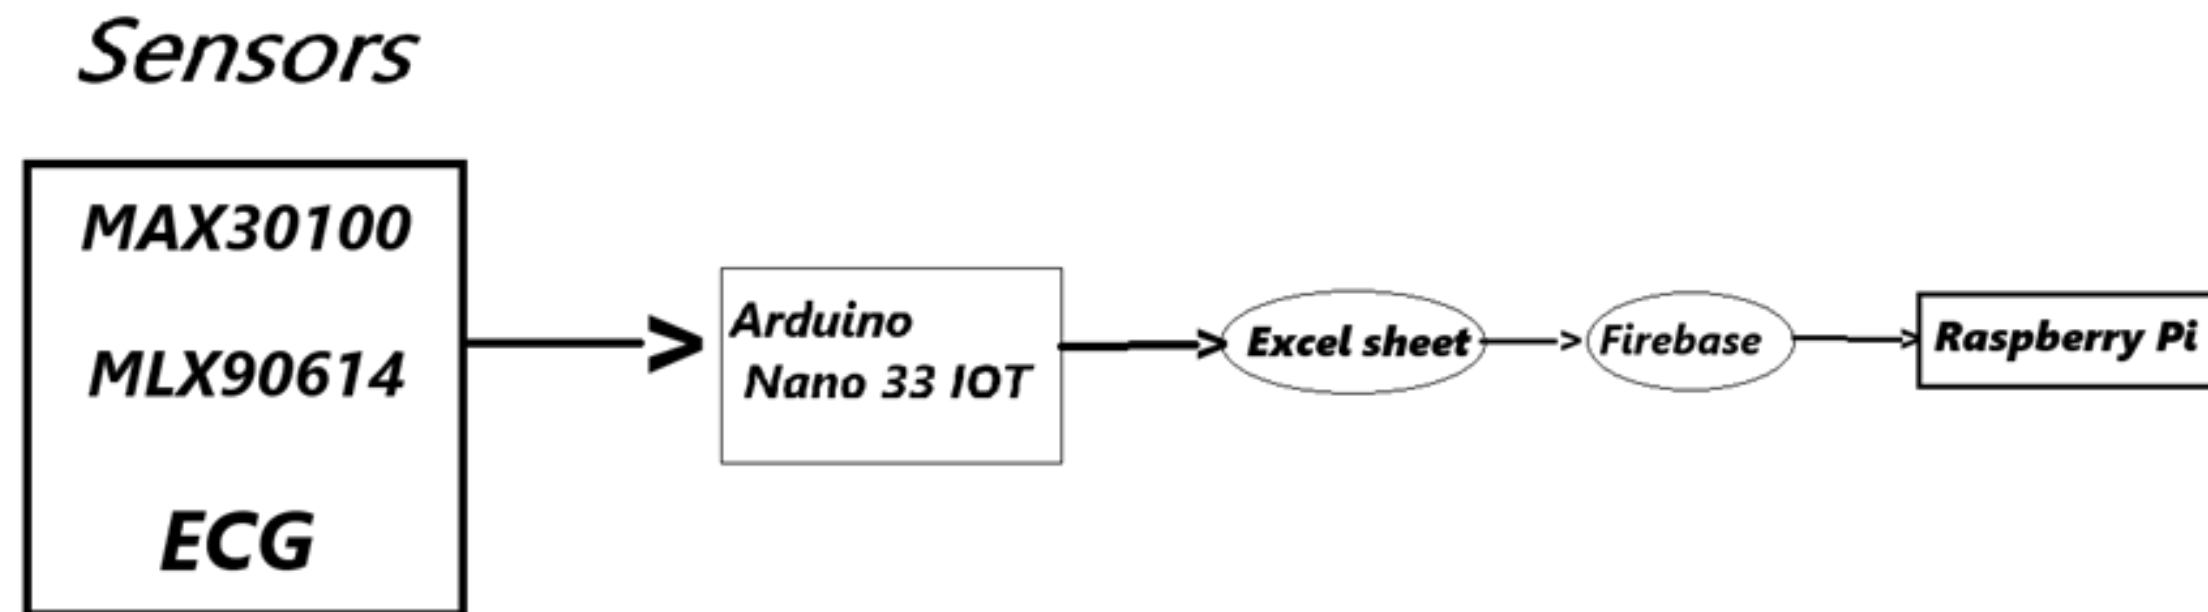 Sensors
MAX30100
MLX90614
ECG
Arduino
Nano 33 IOT
Excel sheet
Firebase
Raspberry Pi